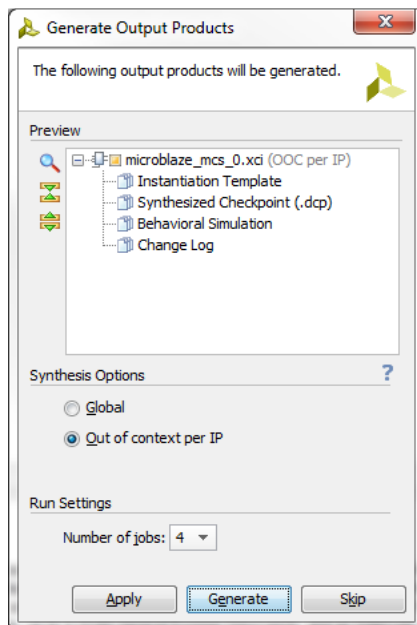 Generate Output Products
The following output products will be generated.
Preview
microblaze_mcs_0.xci (OOC per IP)
Instantiation Template
Synthesized Checkpoint (.dcp)
Behavioral Simulation
Change Log
Synthesis Options
?
Global
Out of context per IP
Run Settings
Number of jobs: 4
Apply Generate Skip